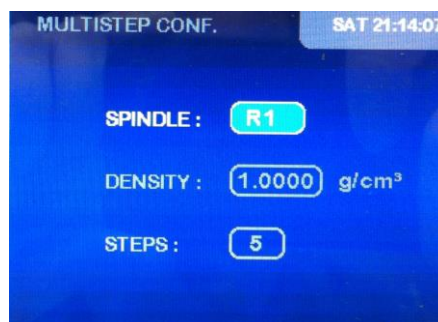 MULTISTEP CONF. SAT 21:14:07
SPINDLE : R1
DENSITY : 1.0000 g/cm³
STEPS : 5